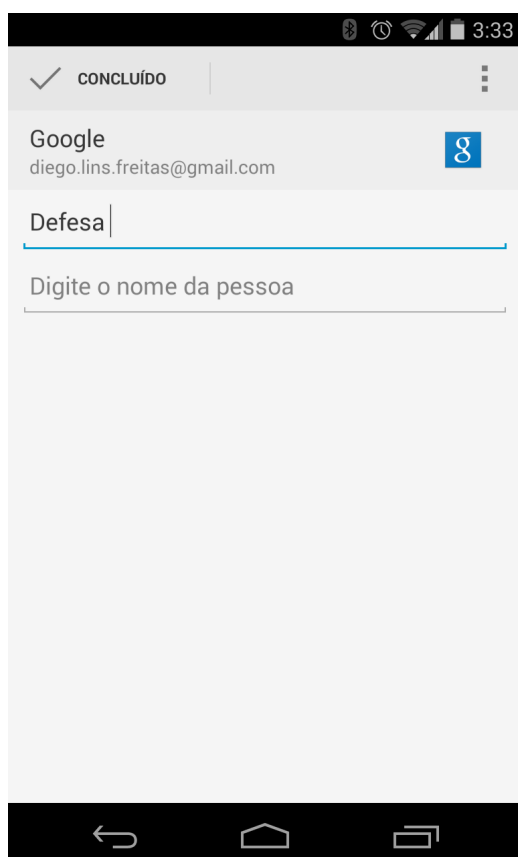 3:33
CONCLUÍDO
Google
diego.lins.freitas@gmail.com
g
Defesa
Digite o nome da pessoa